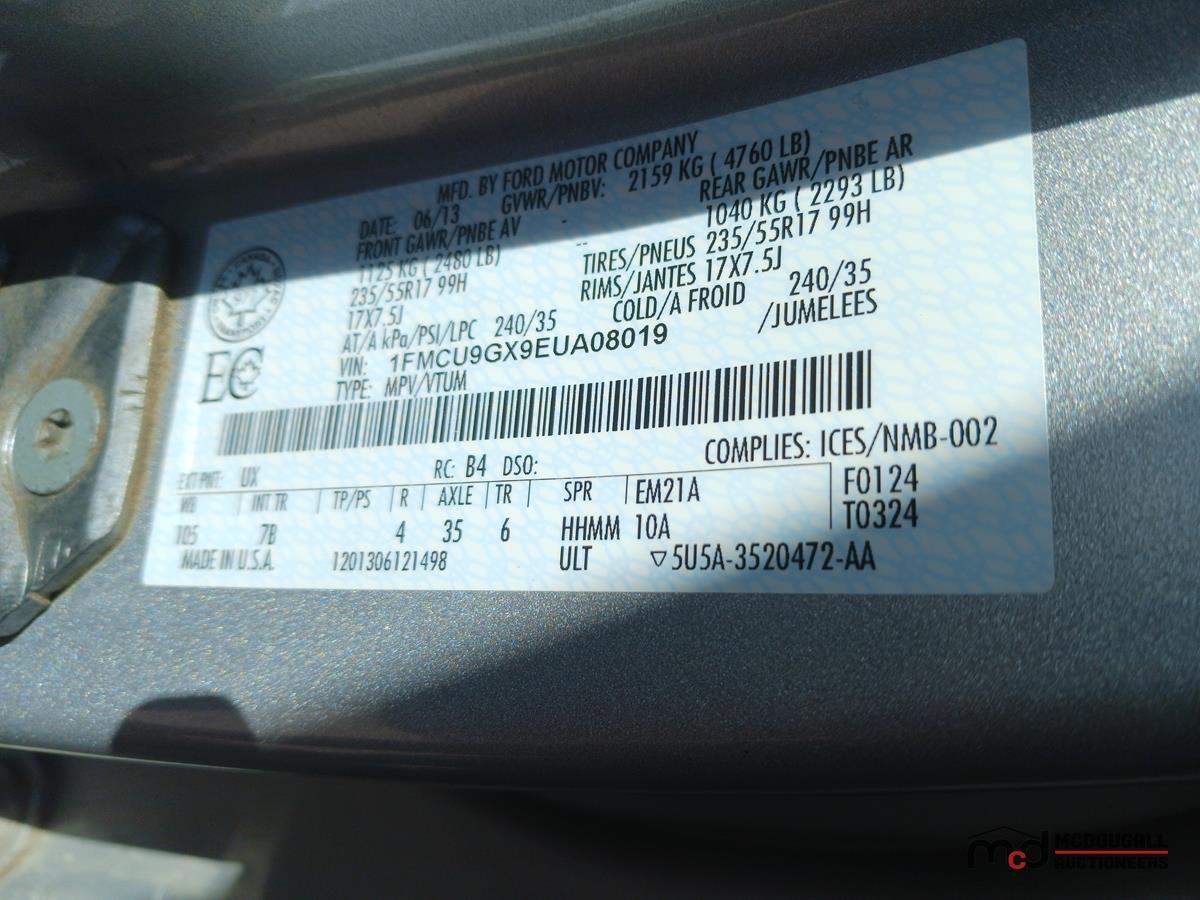 MFD. BY FORD MOTOR COMPANY
DATE: 06/13 GVWR/PNBV: 2159 KG ( 4760 LB)
FRONT GAWR/PNBE AV - REAR GAWR/PNBE AR
1125 KG ( 2480 LB) -- 1040 KG ( 2293 LB)
235/55R17 99H TIRES/PNEUS 235/55R17 99H
17X7.5J RIMS/JANTES 17X7.5J
AT/A kPa/PSI/LPC 240/35 COLD/A FROID 240/35
VIN: 1FMCU9GX9EUA08019 /JUMELEES
TYPE: MPV/VTUM
EC
COMPLIES: ICES/NMB-002
EXT PNT: UX RC: B4 DSO:
WB INT TR TP/PS R AXLE TR SPR EM21A F0124
105 7B 4 35 6 HHMM 10A T0324
MADE IN U.S.A. 1201306121498 ULT ▽5U5A-3520472-AA
mcd MCDOUGALL
AUCTIONEERS